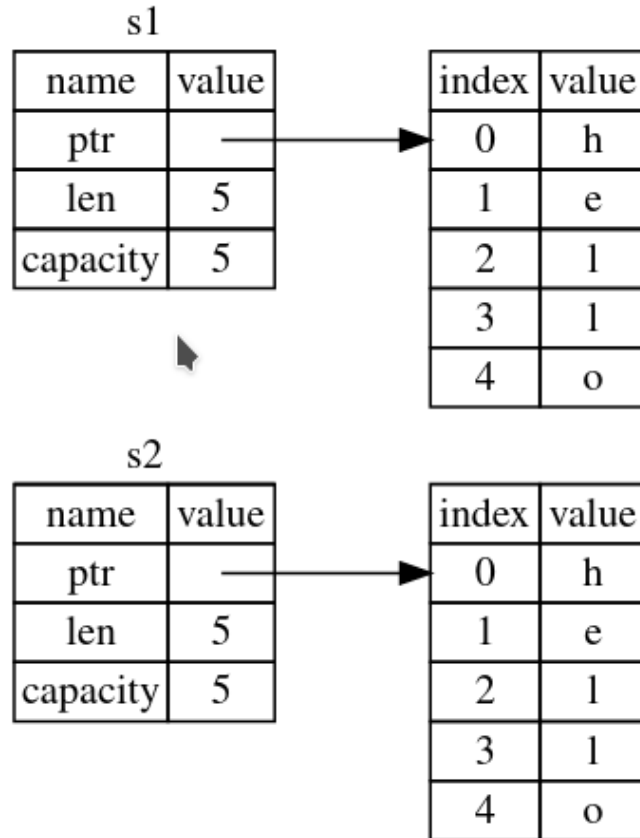 s1
name value
ptr
len 5
capacity 5
index value
0 h
1 e
2 l
3 l
4 o
s2
name value
ptr
len 5
capacity 5
index value
0 h
1 e
2 l
3 l
4 o